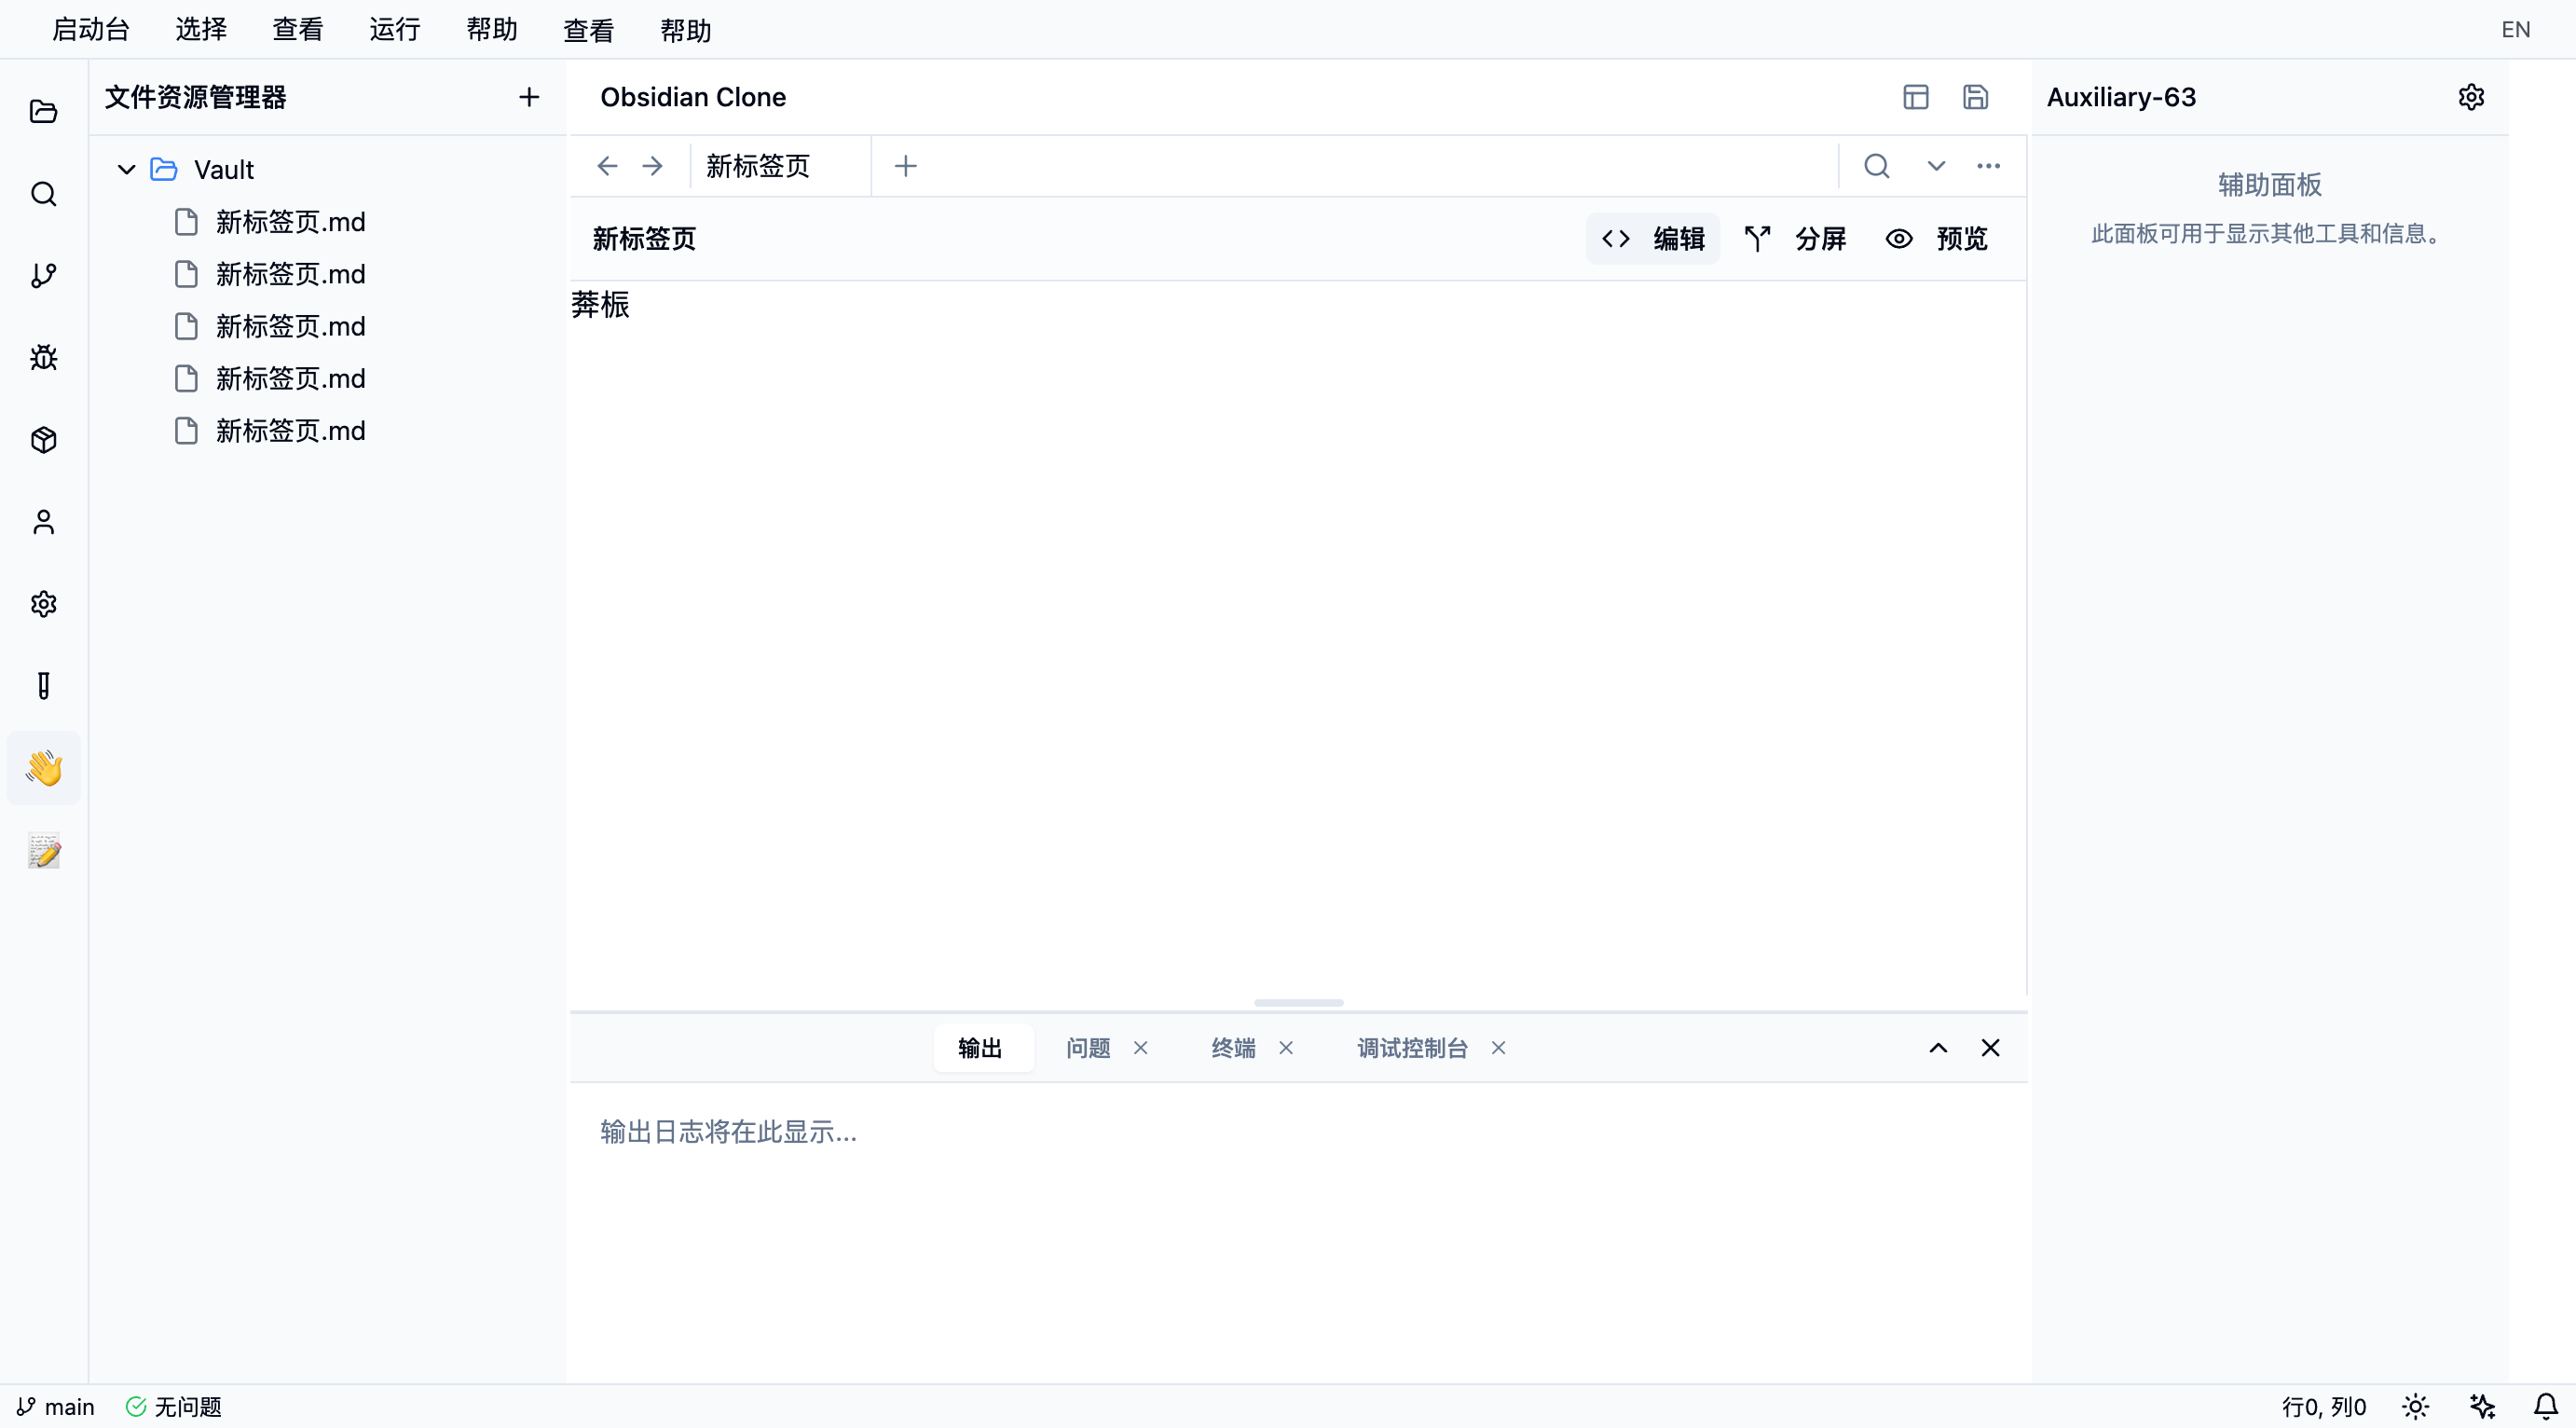 启动台 选择 查看 运行 帮助 查看 帮助 EN
文件资源管理器
Vault
新标签页.md
新标签页.md
新标签页.md
新标签页.md
新标签页.md
Obsidian Clone
新标签页
新标签页 编辑 分屏 预览
莽桭
输出 问题 终端 调试控制台
输出日志将在此显示...
Auxiliary-63
辅助面板
此面板可用于显示其他工具和信息。
main 无问题 行0, 列0